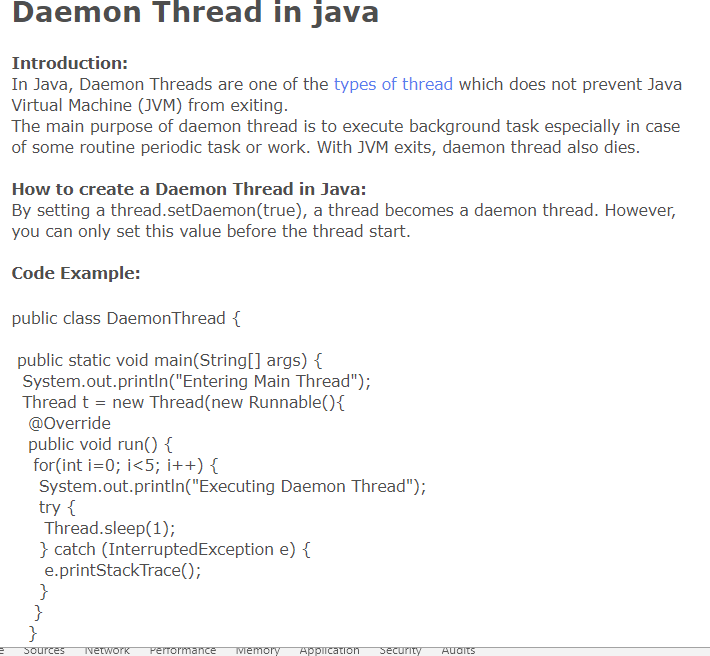 Daemon Thread in java
Introduction:
In Java, Daemon Threads are one of the types of thread which does not prevent Java
Virtual Machine (JVM) from exiting.
The main purpose of daemon thread is to execute background task especially in case
of some routine periodic task or work. With JVM exits, daemon thread also dies.
How to create a Daemon Thread in Java:
By setting a thread.setDaemon(true), a thread becomes a daemon thread. However,
you can only set this value before the thread start.
Code Example:
public class DaemonThread {
public static void main(String[] args) {
System.out.println("Entering Main Thread");
Thread t = new Thread(new Runnable(){
@Override
public void run() {
for(int i=0; i<5; i++) {
System.out.println("Executing Daemon Thread");
try {
Thread.sleep(1);
} catch (InterruptedException e) {
e.printStackTrace();
}
}
}
e Sources Network Performance Memory Application Security Audits